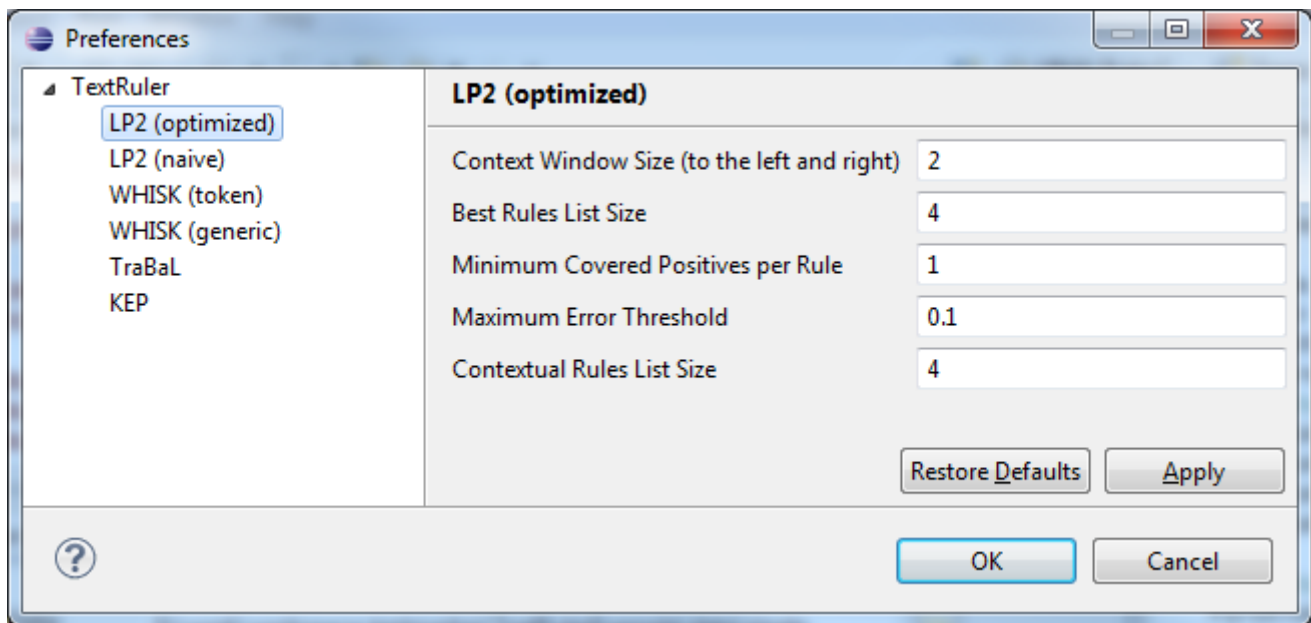 Preferences
TextRuler
LP2 (optimized)
LP2 (naive)
WHISK (token)
WHISK (generic)
TraBaL
KEP
LP2 (optimized)
Context Window Size (to the left and right) 2
Best Rules List Size 4
Minimum Covered Positives per Rule 1
Maximum Error Threshold 0.1
Contextual Rules List Size 4
Restore Defaults Apply
? OK Cancel